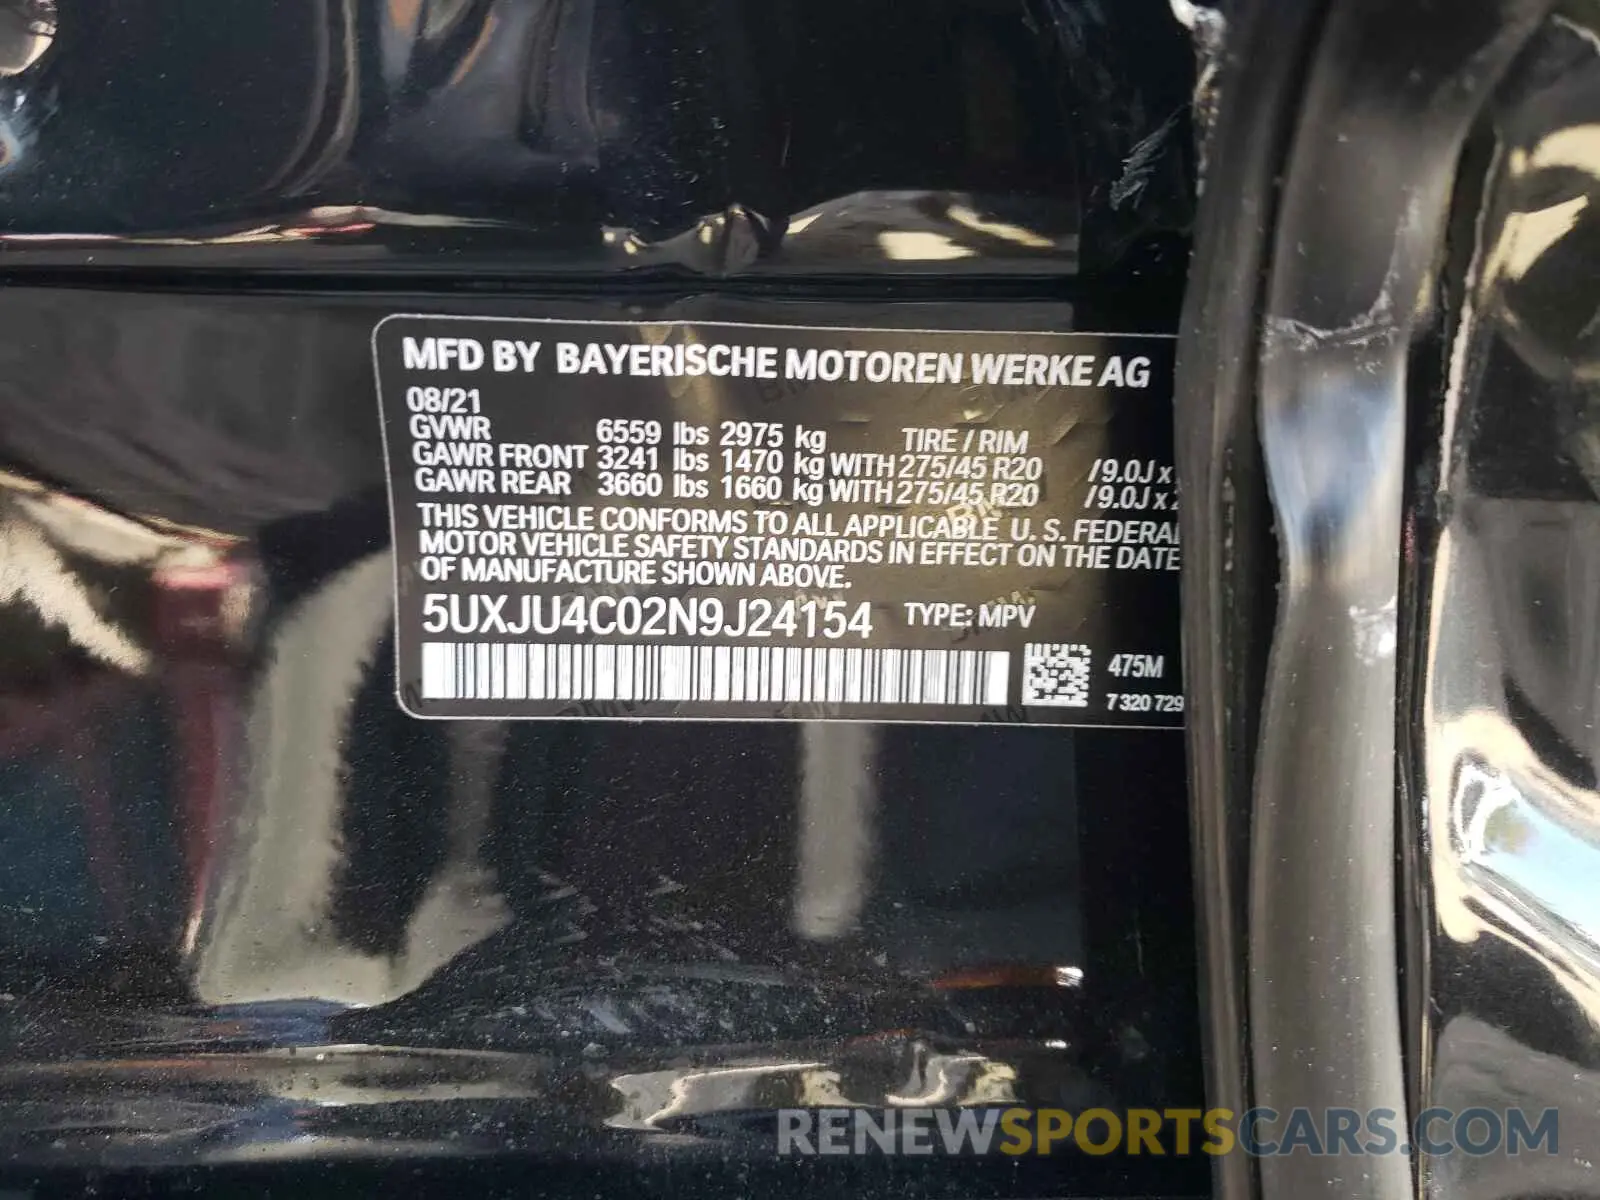 MFD BY BAYERISCHE MOTOREN WERKE AG
08/21
GVWR 6559 lbs 2975 kg TIRE / RIM
GAWR FRONT 3241 lbs 1470 kg WITH 275/45 R20 / 9.0J x
GAWR REAR 3660 lbs 1660 kg WITH 275/45 R20 / 9.0J x
THIS VEHICLE CONFORMS TO ALL APPLICABLE U. S. FEDERAL
MOTOR VEHICLE SAFETY STANDARDS IN EFFECT ON THE DATE
OF MANUFACTURE SHOWN ABOVE.
5UXJU4C02N9J24154 TYPE: MPV
475M
7 320 729
RENEWSPORTSCARS.COM